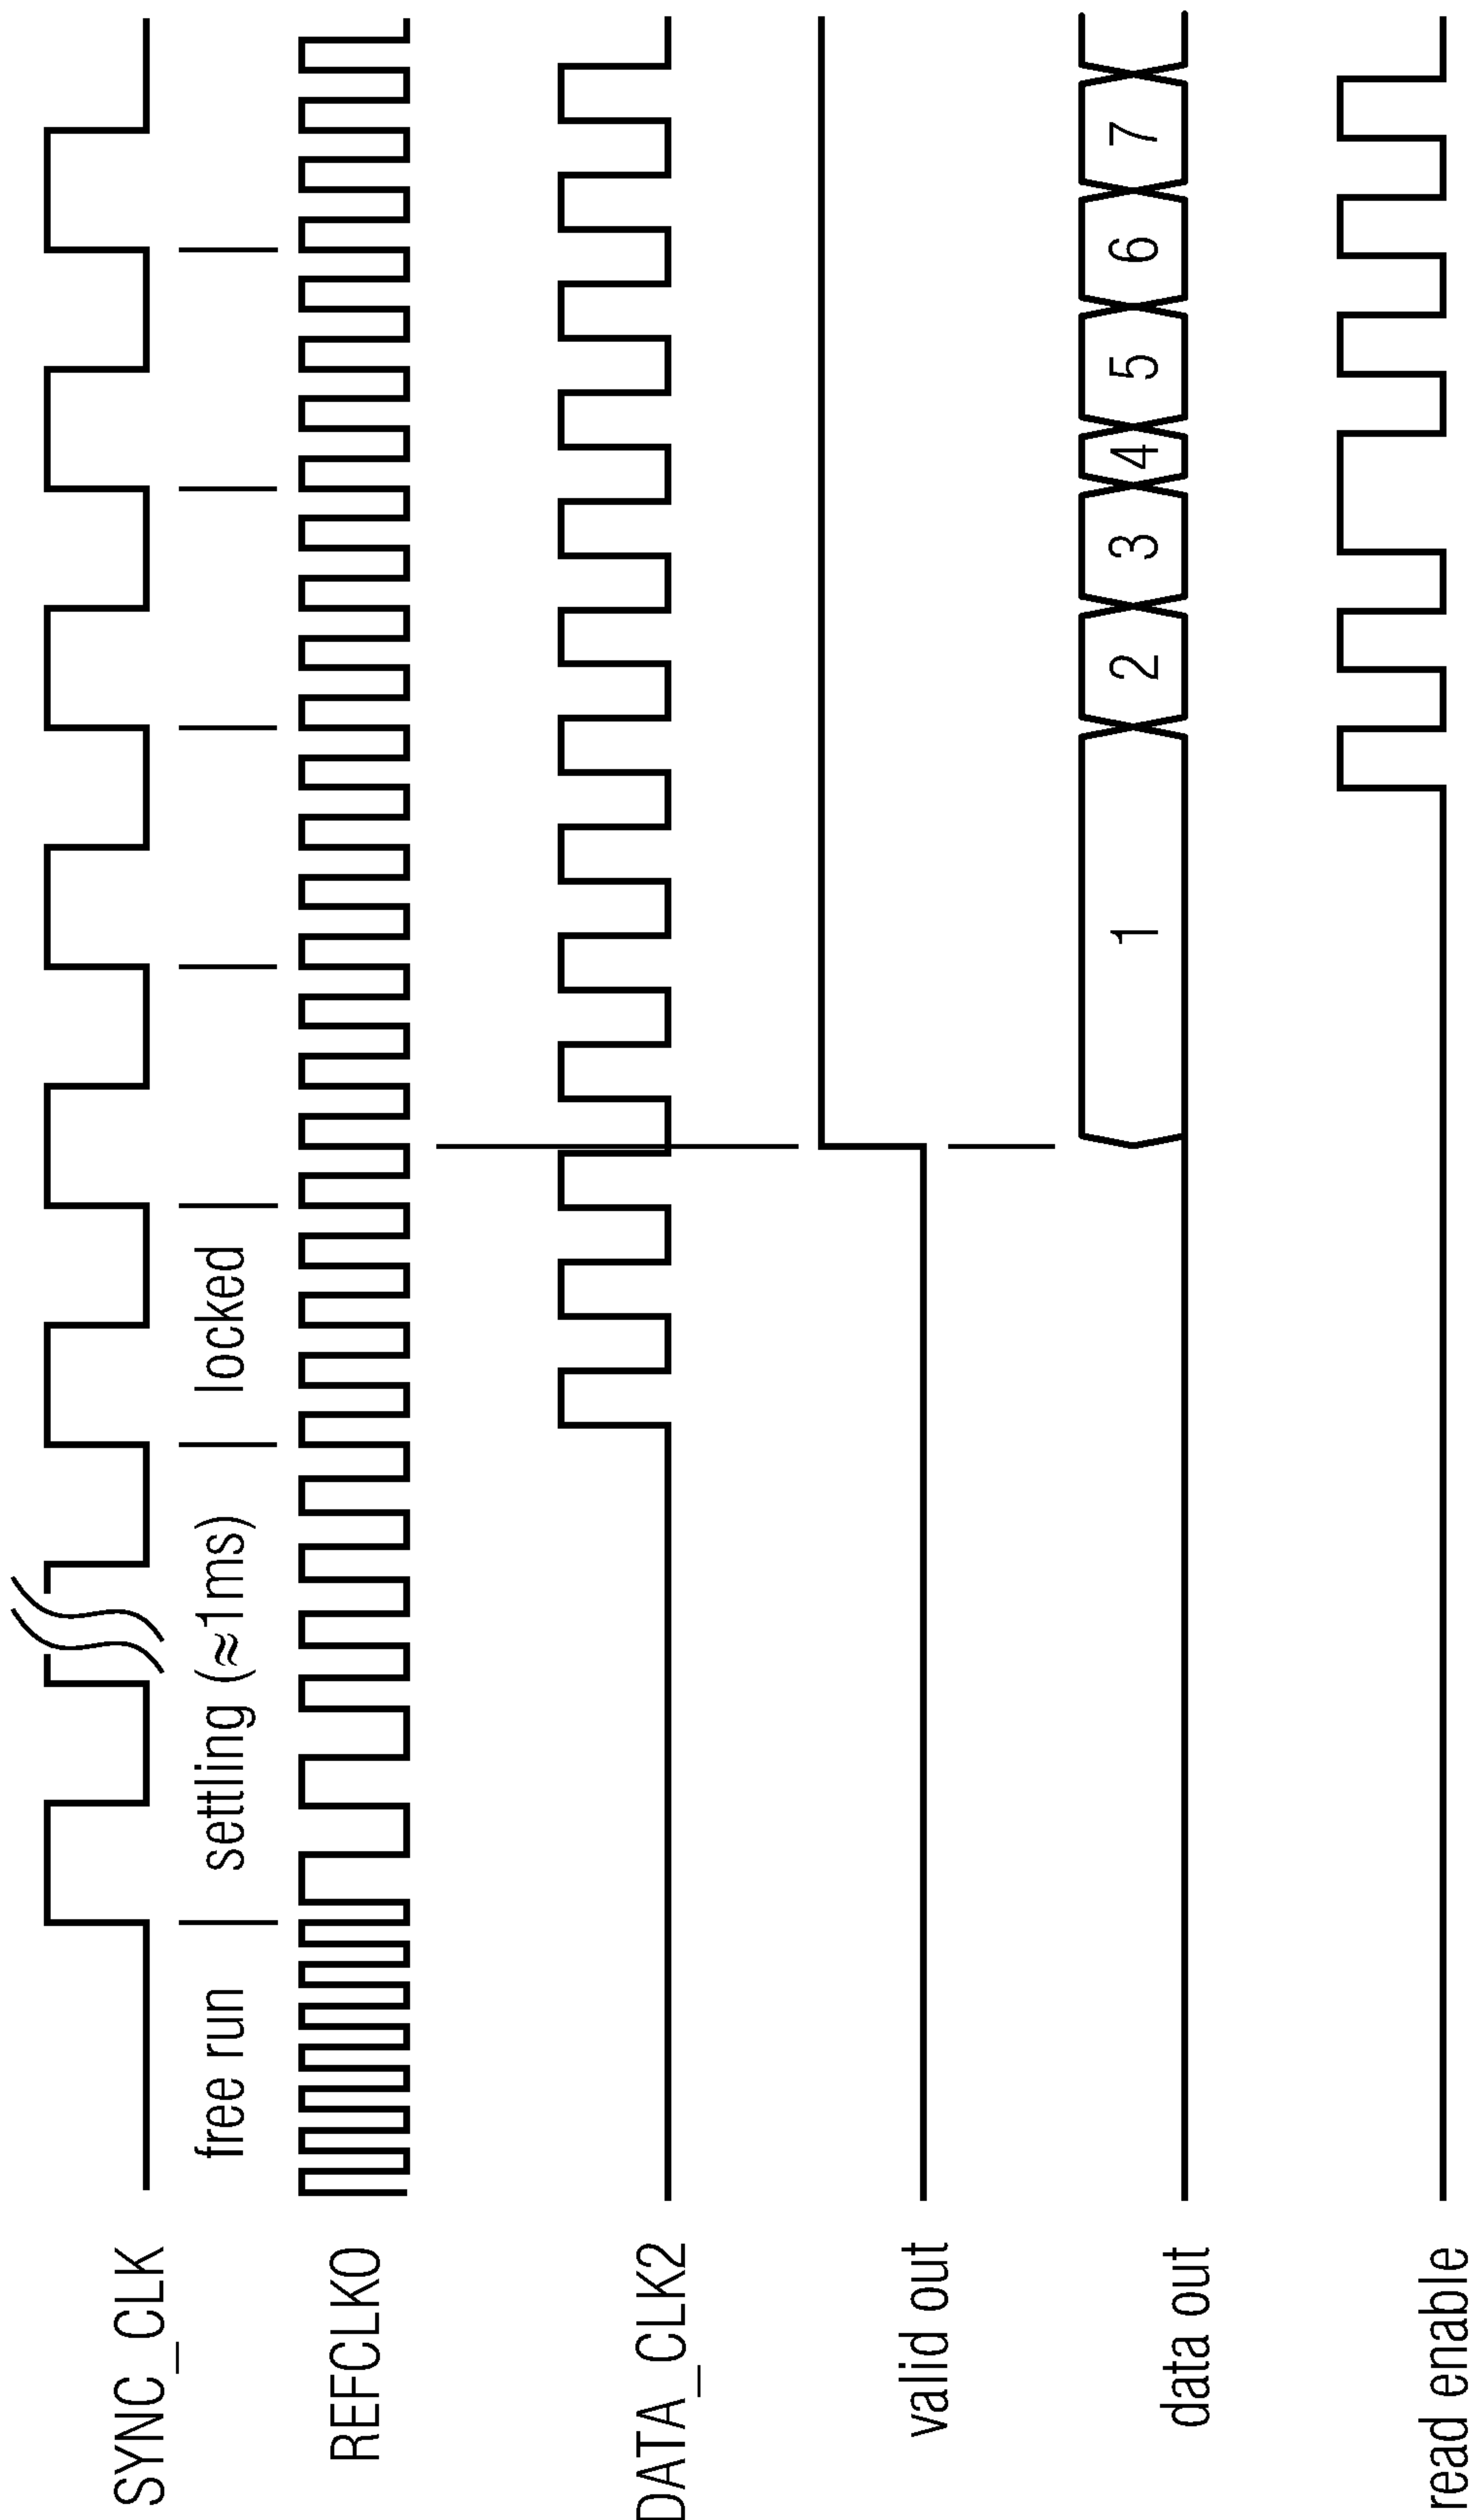 SYNC_CLK
free run
settling (≈1ms)
locked
REFCLK0
DATA_CLK2
valid out
data out
1
2
3
4
5
6
7
read enable